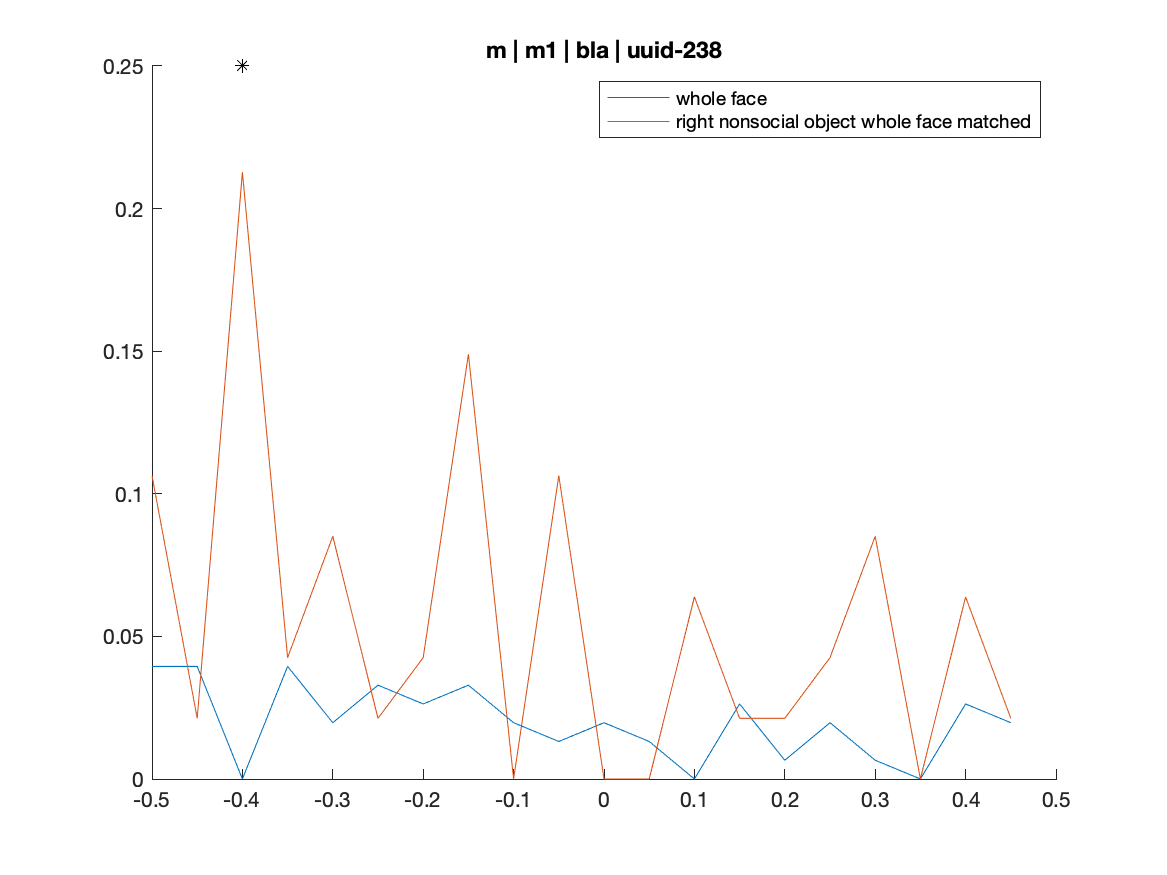 m | m1 | bla | uuid-238
whole face
right nonsocial object whole face matched
0.25
0.2
0.15
0.1
0.05
0
-0.5 -0.4 -0.3 -0.2 -0.1 0 0.1 0.2 0.3 0.4 0.5